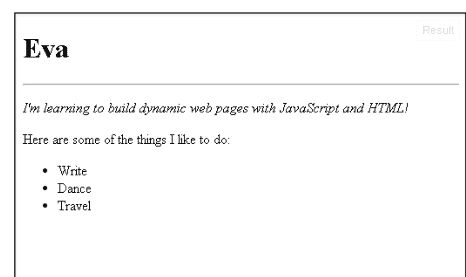 Result
Eva
I'm learning to build dynamic web pages with JavaScript and HTML!
Here are some of the things I like to do:
Write
Dance
Travel